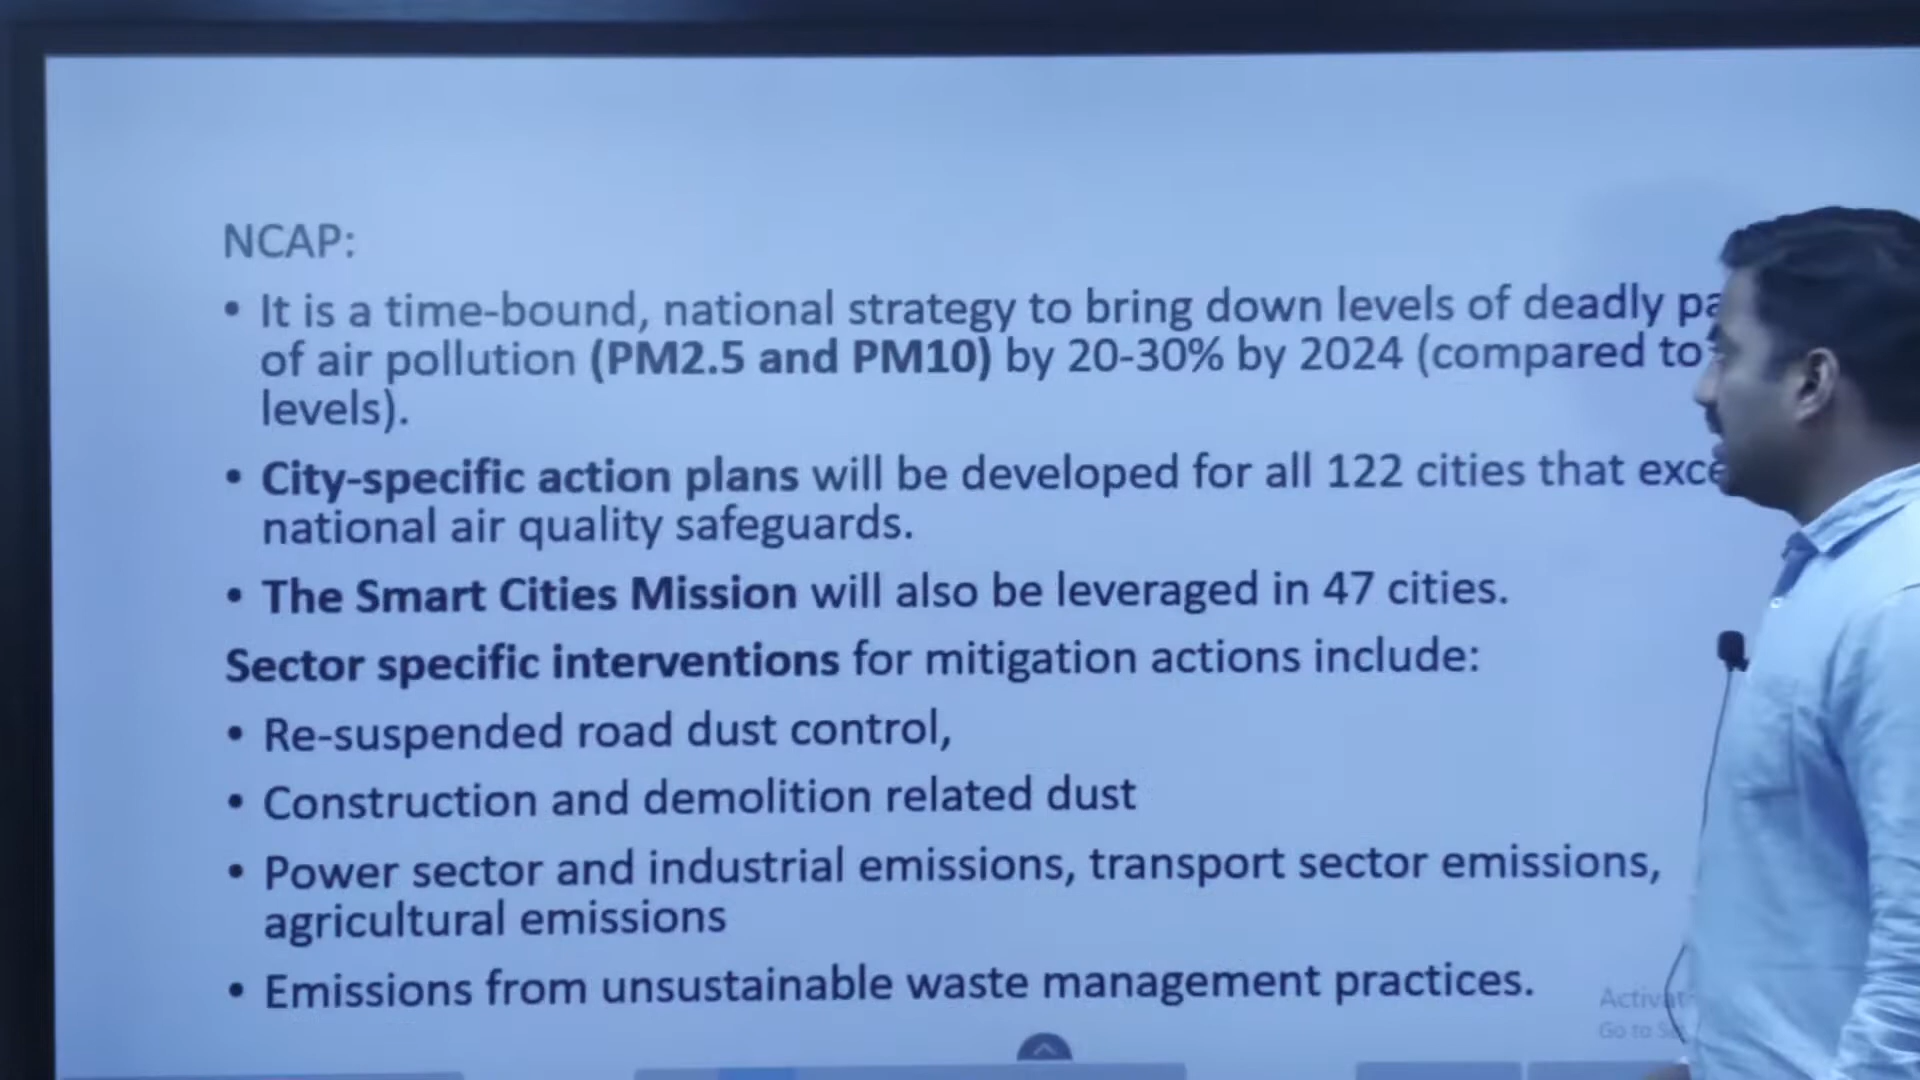 NCAP:
• It is a time-bound, national strategy to bring down levels of deadly
of air pollution (PM2.5 and PM10) by 20-30% by 2024 (compared to
levels).
• City-specific action plans will be developed for all 122 cities that
national air quality safeguards.
• The Smart Cities Mission will also be leveraged in 47 cities.
Sector specific interventions for mitigation actions include:
• Re-suspended road dust control,
• Construction and demolition related dust
• Power sector and industrial emissions, transport sector emissions,
agricultural emissions
• Emissions from unsustainable waste management practices.
Go to